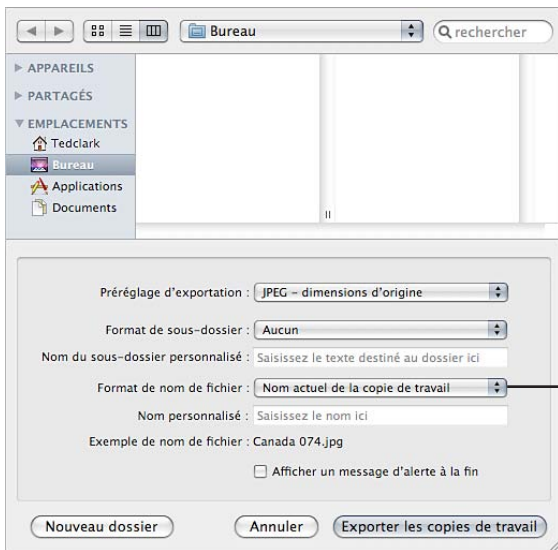 Bureau
rechercher
APPAREILS
PARTAGÉS
EMPLACEMENTS
Tedclark
Bureau
Applications
Documents
Préréglage d'exportation : JPEG – dimensions d'origine
Format de sous-dossier : Aucun
Nom du sous-dossier personnalisé : Saisissez le texte destiné au dossier ici
Format de nom de fichier : Nom actuel de la copie de travail
Nom personnalisé : Saisissez le nom ici
Exemple de nom de fichier : Canada 074.jpg
Afficher un message d'alerte à la fin
Nouveau dossier Annuler Exporter les copies de travail